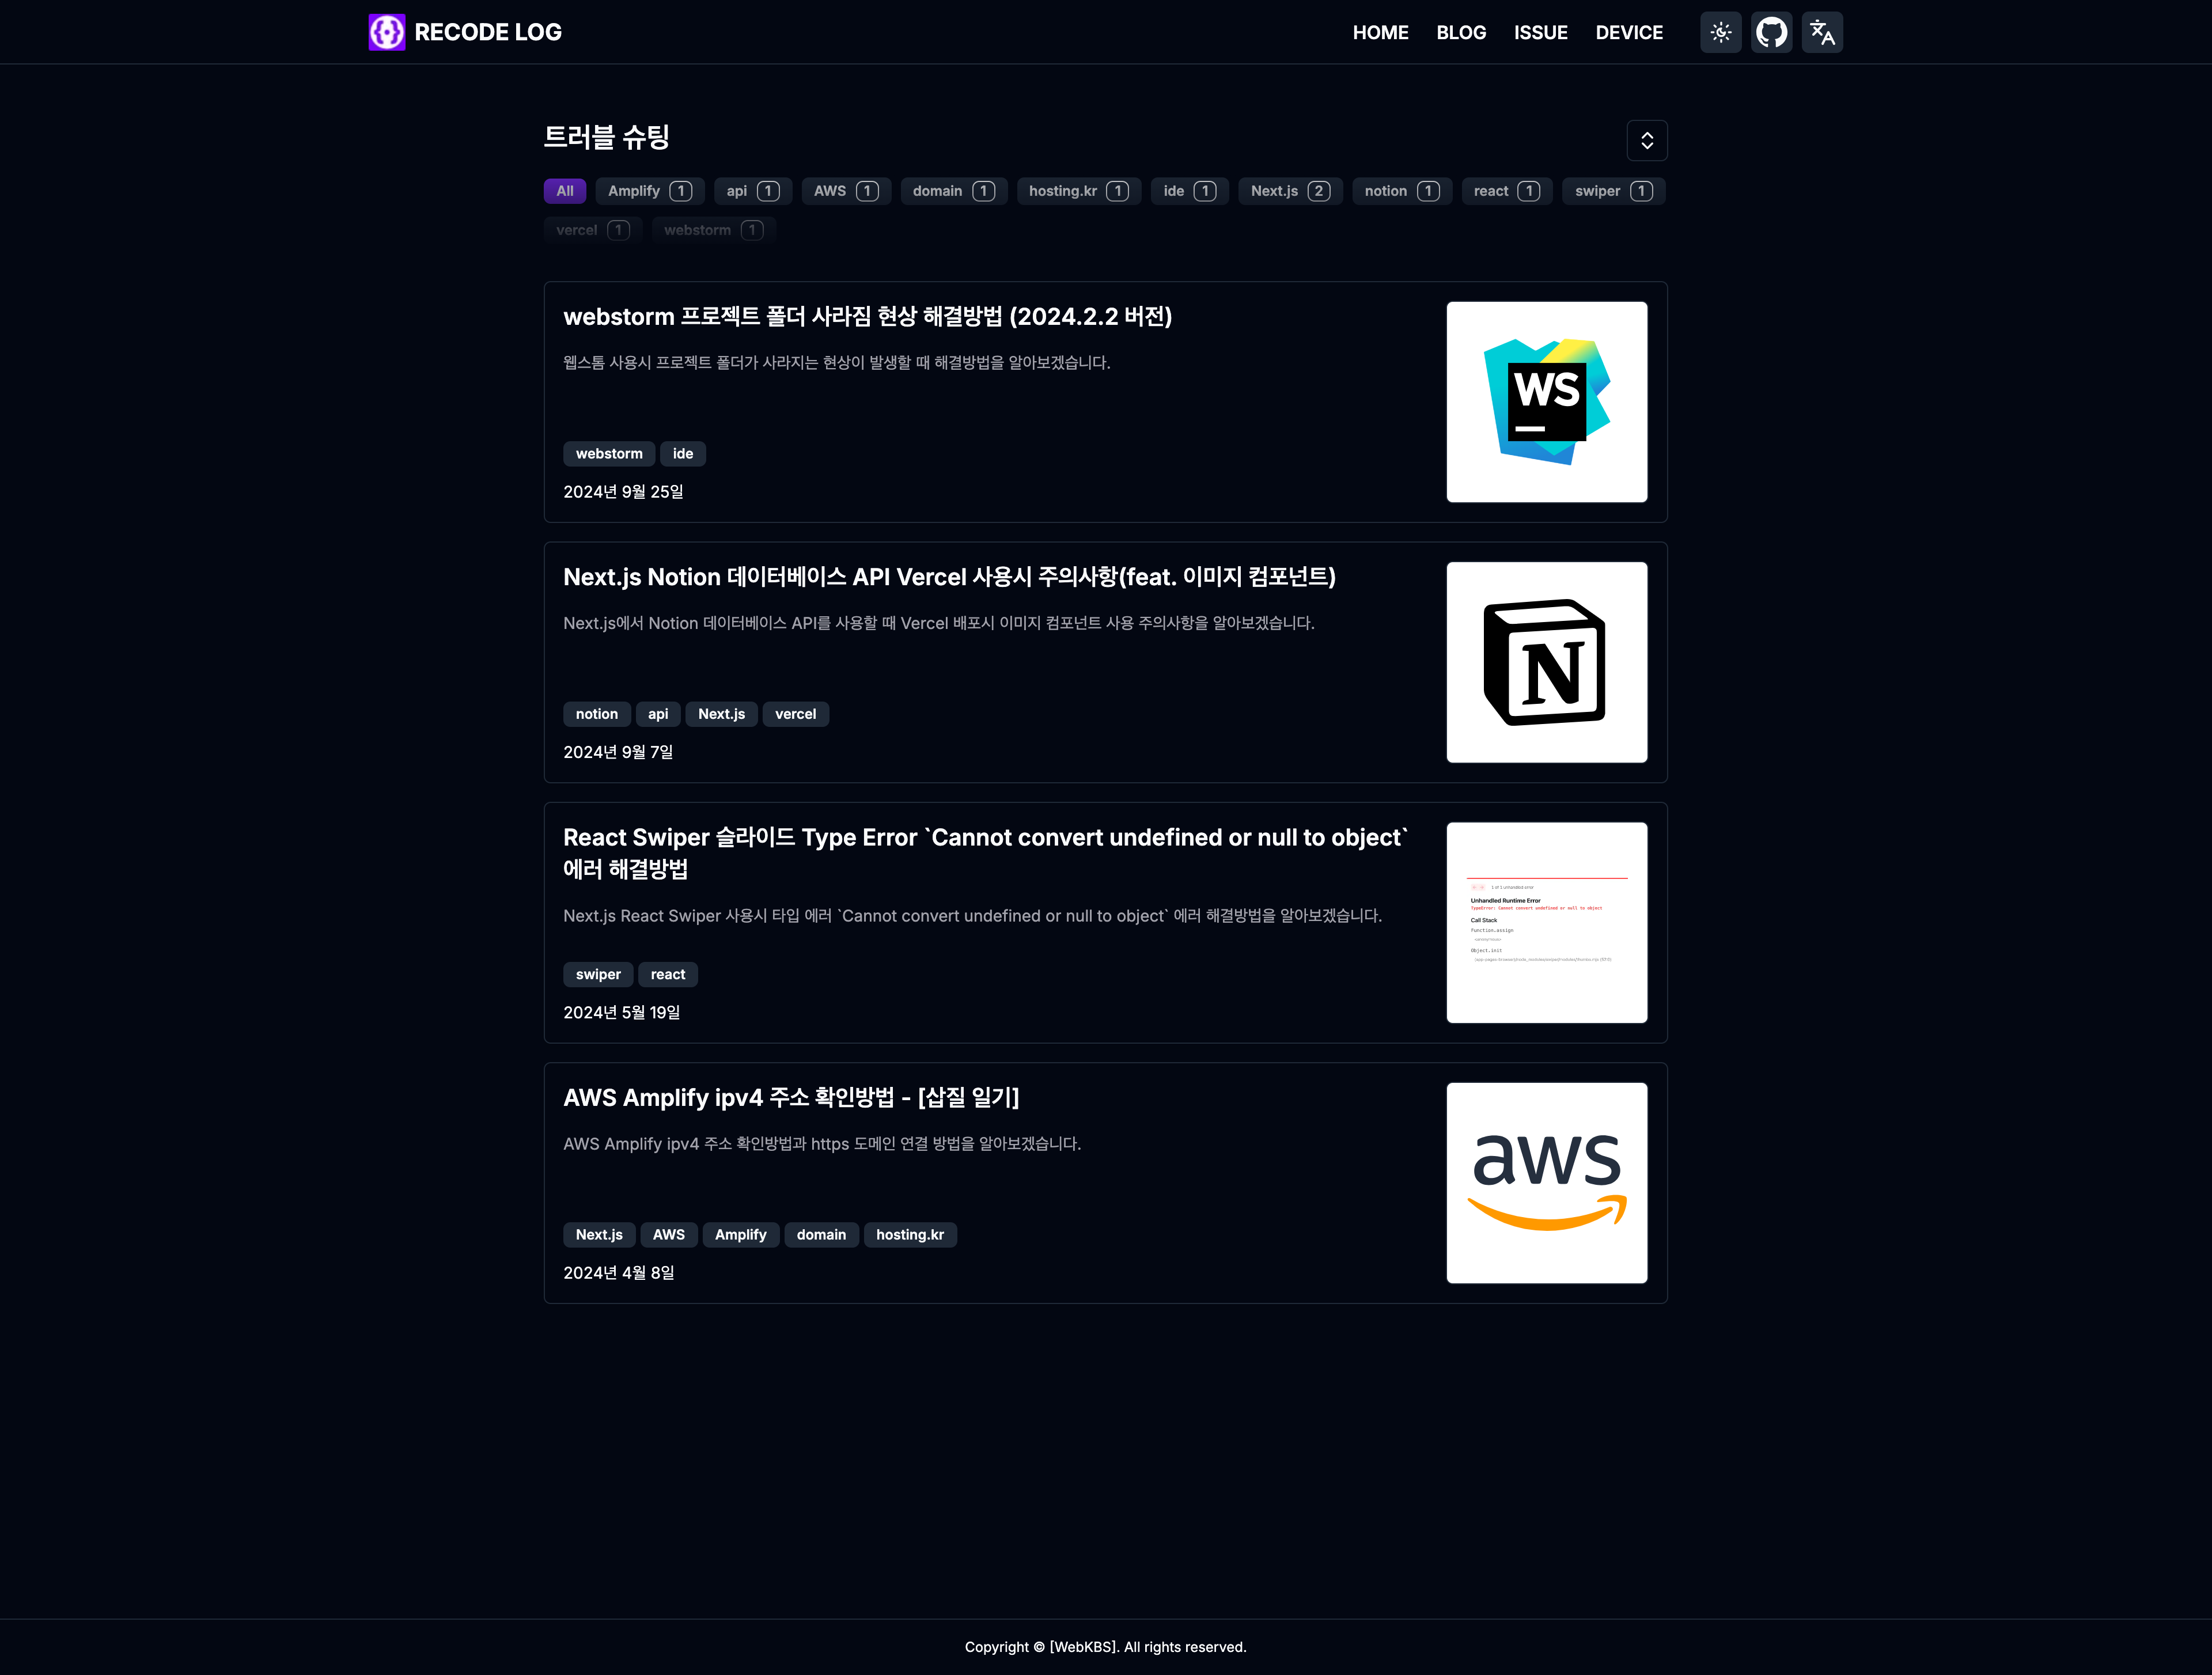 RECODE LOG
HOME BLOG ISSUE DEVICE
트러블 슈팅
All Amplify 1 api 1 AWS 1 domain 1 hosting.kr 1 ide 1 Next.js 2 notion 1 react 1 swiper 1
vercel 1 webstorm 1
webstorm 프로젝트 폴더 사라짐 현상 해결방법 (2024.2.2 버전)
웹스톰 사용시 프로젝트 폴더가 사라지는 현상이 발생할 때 해결방법을 알아보겠습니다.
WS
webstorm ide
2024년 9월 25일
Next.js Notion 데이터베이스 API Vercel 사용시 주의사항(feat. 이미지 컴포넌트)
Next.js에서 Notion 데이터베이스 API를 사용할 때 Vercel 배포시 이미지 컴포넌트 사용 주의사항을 알아보겠습니다.
N
notion api Next.js vercel
2024년 9월 7일
React Swiper 슬라이드 Type Error `Cannot convert undefined or null to object`
에러 해결방법
Next.js React Swiper 사용시 타입 에러 `Cannot convert undefined or null to object` 에러 해결방법을 알아보겠습니다.
1 of 1 unhandled error
Unhandled Runtime Error
TypeError: Cannot convert undefined or null to object
Call Stack
Function.assign
Object.init
swiper react
2024년 5월 19일
AWS Amplify ipv4 주소 확인방법 - [삽질 일기]
AWS Amplify ipv4 주소 확인방법과 https 도메인 연결 방법을 알아보겠습니다.
aws
Next.js AWS Amplify domain hosting.kr
2024년 4월 8일
Copyright © [WebKBS]. All rights reserved.